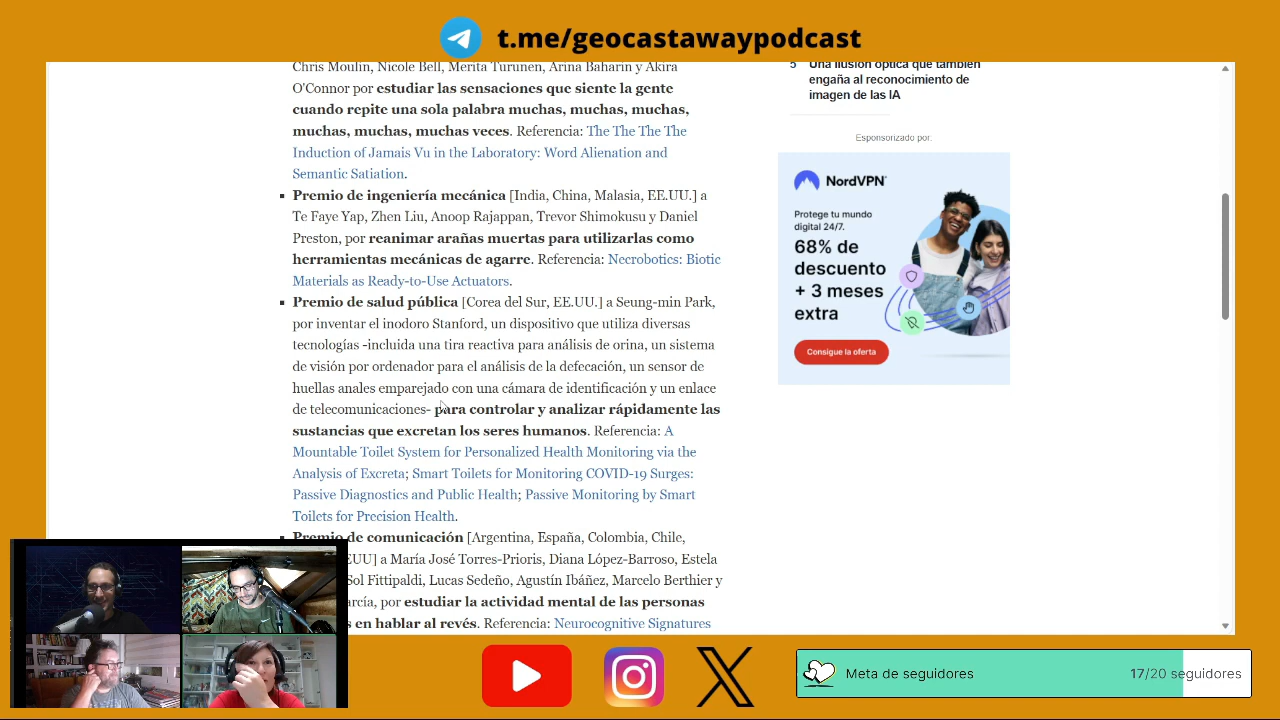 t.me/geocastawaypodcast
Chris Moulin, Nicole Bell, Merita Turunen, Arina Baharin y Akira
O'Connor por estudiar las sensaciones que siente la gente
cuando repite una sola palabra muchas, muchas, muchas,
muchas, muchas, muchas veces. Referencia: The The The The
Induction of Jamais Vu in the Laboratory: Word Alienation and
Semantic Satiation.
Premio de ingeniería mecánica [India, China, Malasia, EE.UU.] a
Te Faye Yap, Zhen Liu, Anoop Rajappan, Trevor Shimokusu y Daniel
Preston, por reanimar arañas muertas para utilizarlas como
herramientas mecánicas de agarre. Referencia: Necrobotics: Biotic
Materials as Ready-to-Use Actuators.
Premio de salud pública [Corea del Sur, EE.UU.] a Seung-min Park,
por inventar el inodoro Stanford, un dispositivo que utiliza diversas
tecnologías -incluida una tira reactiva para análisis de orina, un sistema
de visión por ordenador para el análisis de la defecación, un sensor de
huellas anales emparejado con una cámara de identificación y un enlace
de telecomunicaciones- para controlar y analizar rápidamente las
sustancias que excretan los seres humanos. Referencia: A
Mountable Toilet System for Personalized Health Monitoring via the
Analysis of Excreta; Smart Toilets for Monitoring COVID-19 Surges:
Passive Diagnostics and Public Health; Passive Monitoring by Smart
Toilets for Precision Health.
Premio de comunicación [Argentina, España, Colombia, Chile,
EUU] a María José Torres-Prioris, Diana López-Barroso, Estela
Sol Fittipaldi, Lucas Sedeño, Agustín Ibáñez, Marcelo Berthier y
arcía, por estudiar la actividad mental de las personas
s en hablar al revés. Referencia: Neurocognitive Signatures
5 Una ilusión óptica que también
engaña al reconocimiento de
imagen de las IA
Esponsorizado por:
NordVPN
Protege tu mundo
digital 24/7.
68% de
descuento
+ 3 meses
extra
Consigue la oferta
Meta de seguidores 17/20 seguidores